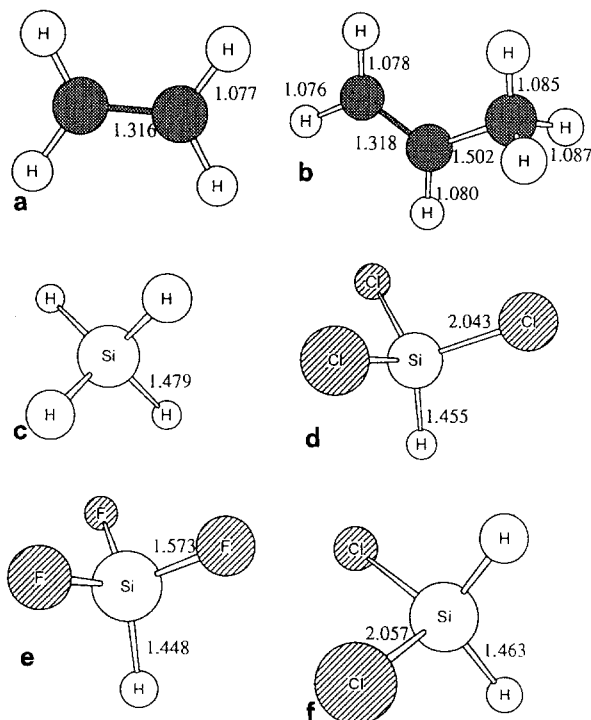 H H
1.077
1.316
H H
a
H H
1.078 1.085
1.076
H H
1.318 1.502 H 1.087
1.080
H
b
H H
Si
1.479
H H
c
Cl
2.043
Cl
Cl Si
1.455
H
d
F
1.573 F
F Si
1.448
H
e
Cl H
Si
2.057 1.463
Cl H
f